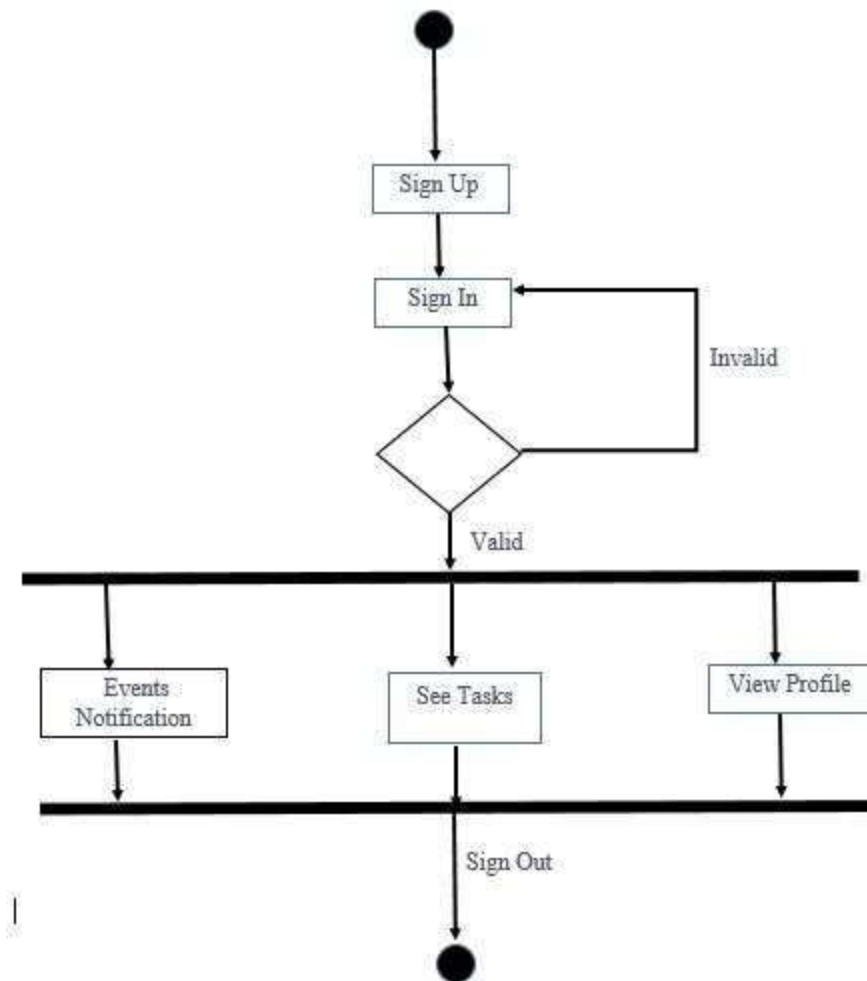 Sign Up
Sign In
Invalid
Valid
Events
Notification
See Tasks
View Profile
Sign Out